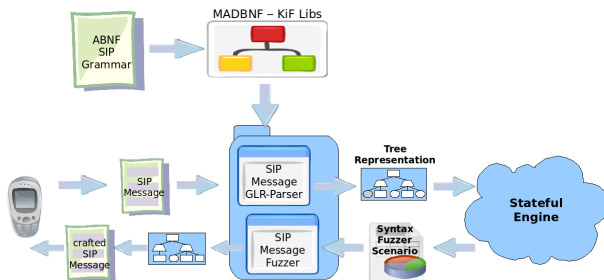 MADBNF – KiF Libs
ABNF
SIP
Grammar
SIP
Message
SIP
Message
GLR-Parser
Tree
Representation
Stateful
Engine
crafted
SIP
Message
SIP
Message
Fuzzer
Syntax
Fuzzer
Scenario